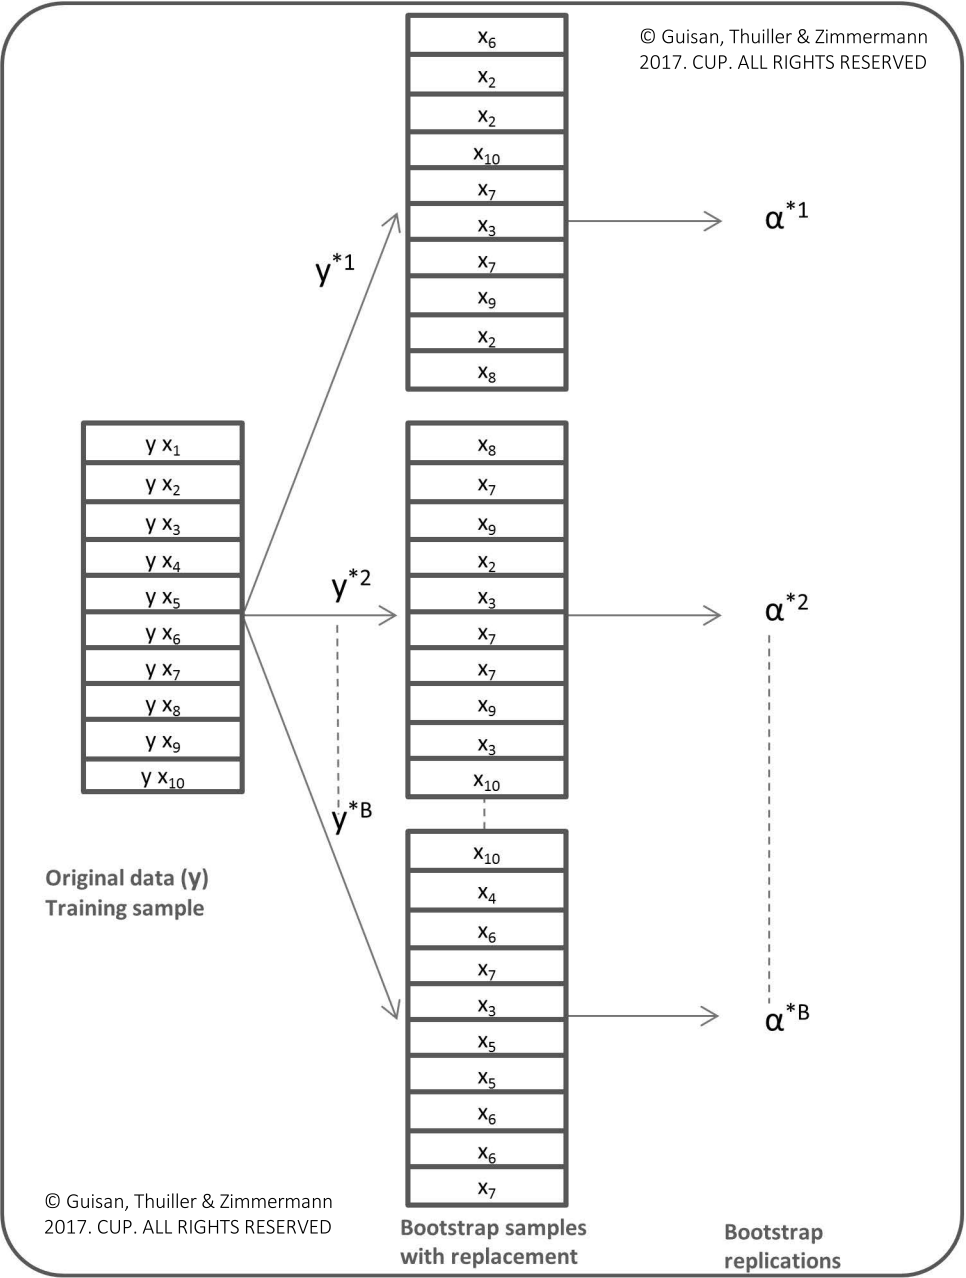 © Guisan, Thuiller & Zimmermann
2017. CUP. ALL RIGHTS RESERVED
y x₁
y x₂
y x₃
y x₄
y x₅
y x₆
y x₇
y x₈
y x₉
y x₁₀
Original data (y)
Training sample
y*1
y*2
y*B
x₆
x₂
x₂
x₁₀
x₇
x₃
x₇
x₉
x₂
x₈
x₈
x₇
x₉
x₂
x₃
x₇
x₇
x₉
x₃
x₁₀
x₁₀
x₄
x₆
x₇
x₃
x₅
x₅
x₆
x₆
x₇
Bootstrap samples
with replacement
α*1
α*2
α*B
Bootstrap
replications
© Guisan, Thuiller & Zimmermann
2017. CUP. ALL RIGHTS RESERVED